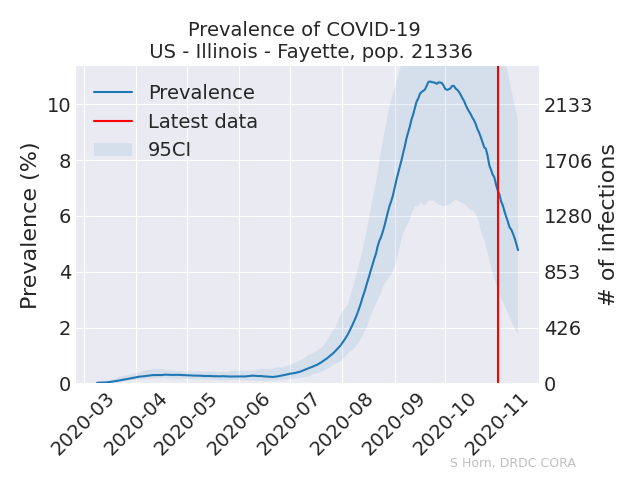 Prevalence of COVID-19
US - Illinois - Fayette, pop. 21336
Prevalence
Latest data
95CI
Prevalence (%)
10
8
6
4
2
0
2133
1706
1280
853
426
0
# of infections
2020-03
2020-04
2020-05
2020-06
2020-07
2020-08
2020-09
2020-10
2020-11
S Horn, DRDC CORA